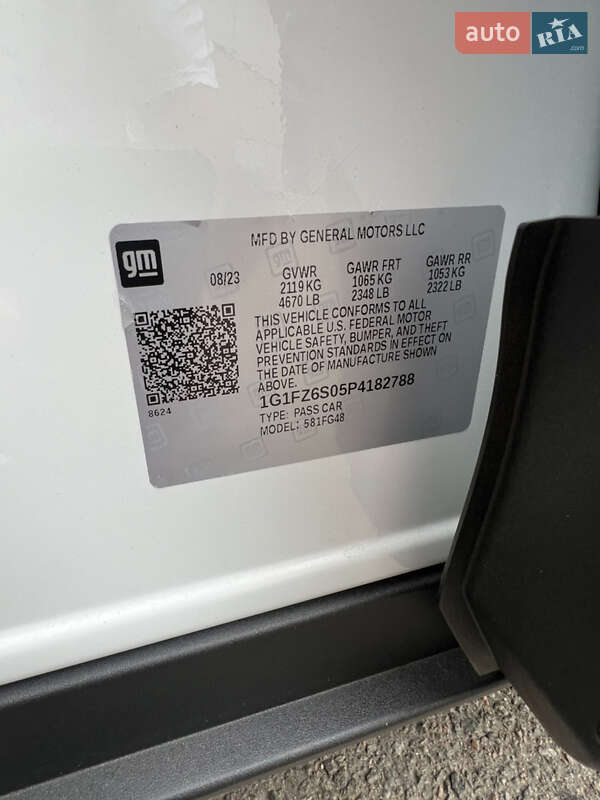 auto RIA .com
MFD BY GENERAL MOTORS LLC
gm
08/23 GVWR GAWR FRT GAWR RR
2119 KG 1065 KG 1053 KG
4670 LB 2348 LB 2322 LB
THIS VEHICLE CONFORMS TO ALL
APPLICABLE U.S. FEDERAL MOTOR
VEHICLE SAFETY, BUMPER, AND THEFT
PREVENTION STANDARDS IN EFFECT ON
THE DATE OF MANUFACTURE SHOWN
ABOVE.
1G1FZ6S05P4182788
8624
TYPE: PASS CAR
MODEL: 581FG48